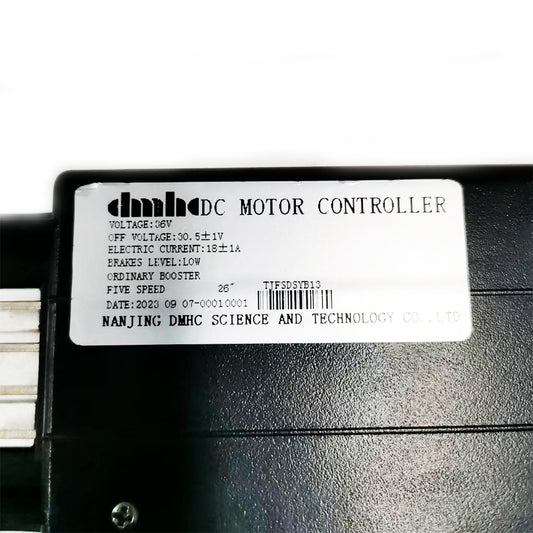 dmhc DC MOTOR CONTROLLER
VOLTAGE:36V
OFF VOLTAGE:30.5±1V
ELECTRIC CURRENT:18±1A
BRAKES LEVEL:LOW
ORDINARY BOOSTER
FIVE SPEED 26″ TJFSDSYB13
DATE:2023 09 07-00010001
NANJING DMHC SCIENCE AND TECHNOLOGY CO.,LTD